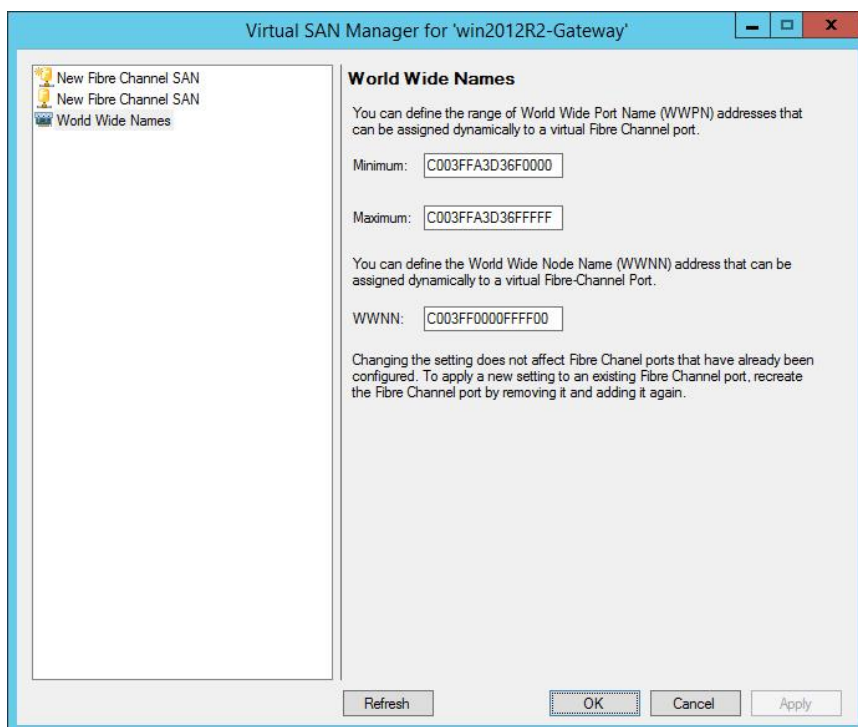 Virtual SAN Manager for 'win2012R2-Gateway'
New Fibre Channel SAN
New Fibre Channel SAN
World Wide Names
World Wide Names
You can define the range of World Wide Port Name (WWPN) addresses that
can be assigned dynamically to a virtual Fibre Channel port.
Minimum: C003FFA3D36F0000
Maximum: C003FFA3D36FFFFF
You can define the World Wide Node Name (WWNN) address that can be
assigned dynamically to a virtual Fibre-Channel Port.
WWNN: C003FF0000FFFF00
Changing the setting does not affect Fibre Chanel ports that have already been
configured. To apply a new setting to an existing Fibre Channel port, recreate
the Fibre Channel port by removing it and adding it again.
Refresh OK Cancel Apply